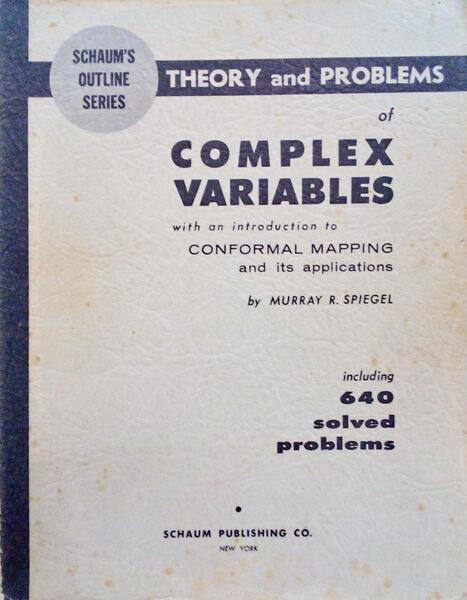 SCHAUM'S
OUTLINE
SERIES
THEORY and PROBLEMS
of
COMPLEX
VARIABLES
with an introduction to
CONFORMAL MAPPING
and its applications
by MURRAY R. SPIEGEL
including
640
solved
problems
SCHAUM PUBLISHING CO.
NEW YORK